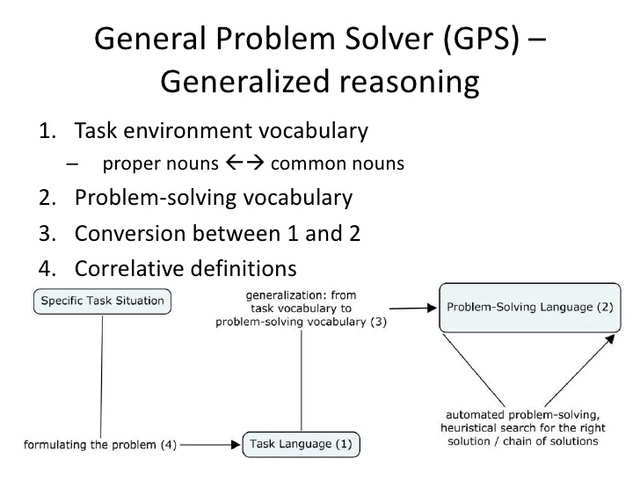 General Problem Solver (GPS) –
Generalized reasoning
1. Task environment vocabulary
– proper nouns ←→ common nouns
2. Problem-solving vocabulary
3. Conversion between 1 and 2
4. Correlative definitions
Specific Task Situation
generalization: from
task vocabulary to
problem-solving vocabulary (3)
Problem-Solving Language (2)
formulating the problem (4)
Task Language (1)
automated problem-solving,
heuristical search for the right
solution / chain of solutions